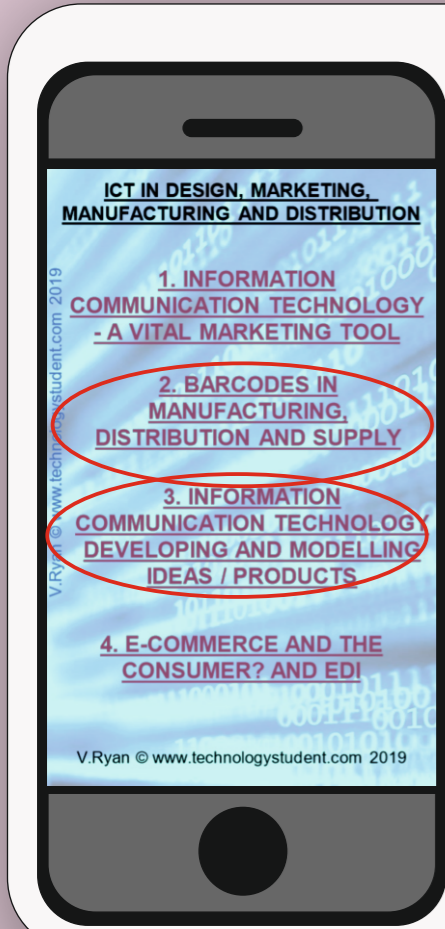 ICT IN DESIGN, MARKETING,
MANUFACTURING AND DISTRIBUTION
1. INFORMATION
COMMUNICATION TECHNOLOGY
- A VITAL MARKETING TOOL
2. BARCODES IN
MANUFACTURING,
DISTRIBUTION AND SUPPLY
3. INFORMATION
COMMUNICATION TECHNOLOGY
DEVELOPING AND MODELLING
IDEAS / PRODUCTS
4. E-COMMERCE AND THE
CONSUMER? AND EDI
V.Ryan © www.technologystudent.com 2019
V.Ryan © www.technologystudent.com 2019